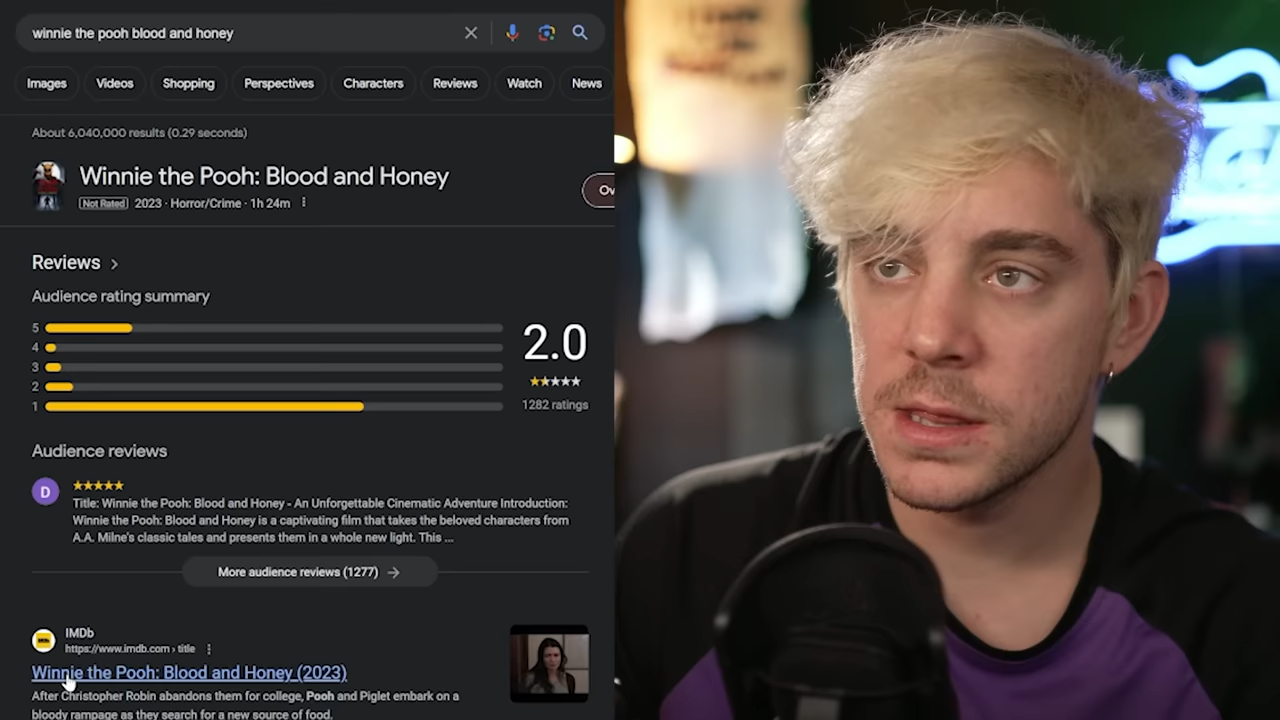 winnie the pooh blood and honey
Images Videos Shopping Perspectives Characters Reviews Watch News
About 6,040,000 results (0.29 seconds)
Winnie the Pooh: Blood and Honey
Not Rated 2023 · Horror/Crime · 1h 24m
Ov
Reviews
Audience rating summary
5
4
3
2
1
2.0
1282 ratings
Audience reviews
D
Title: Winnie the Pooh: Blood and Honey - An Unforgettable Cinematic Adventure Introduction:
Winnie the Pooh: Blood and Honey is a captivating film that takes the beloved characters from
A.A. Milne's classic tales and presents them in a whole new light. This ...
More audience reviews (1277)
IMDb
https://www.imdb.com › title
Winnie the Pooh: Blood and Honey (2023)
After Christopher Robin abandons them for college, Pooh and Piglet embark on a
bloody rampage as they search for a new source of food.